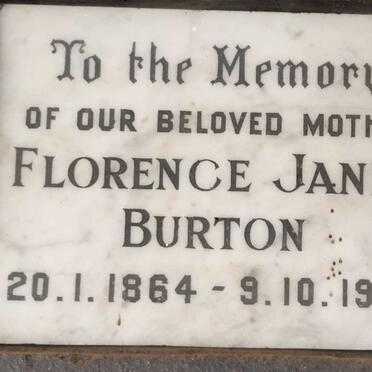 To the Memory
OF OUR BELOVED MOTH
FLORENCE JAN
BURTON
20.1.1864 - 9.10.19